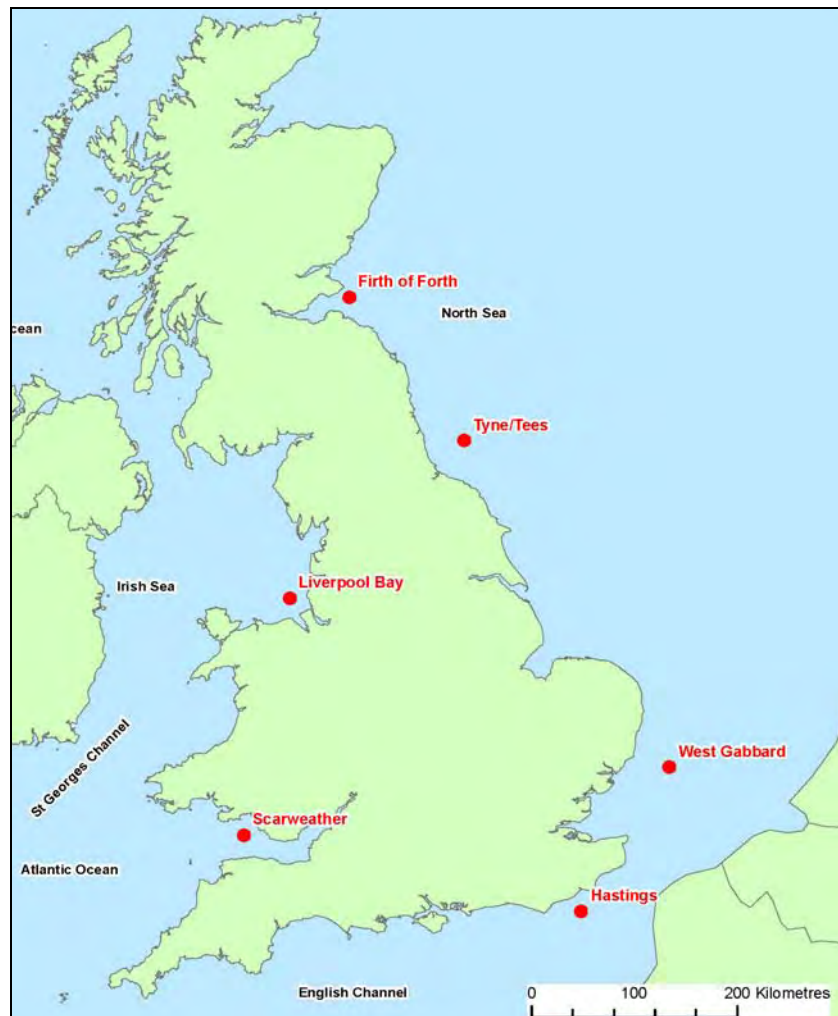 Firth of Forth
North Sea
cean
Tyne/Tees
Liverpool Bay
Irish Sea
St Georges Channel
West Gabbard
Scarweather
Atlantic Ocean
Hastings
English Channel
0 100 200 Kilometres